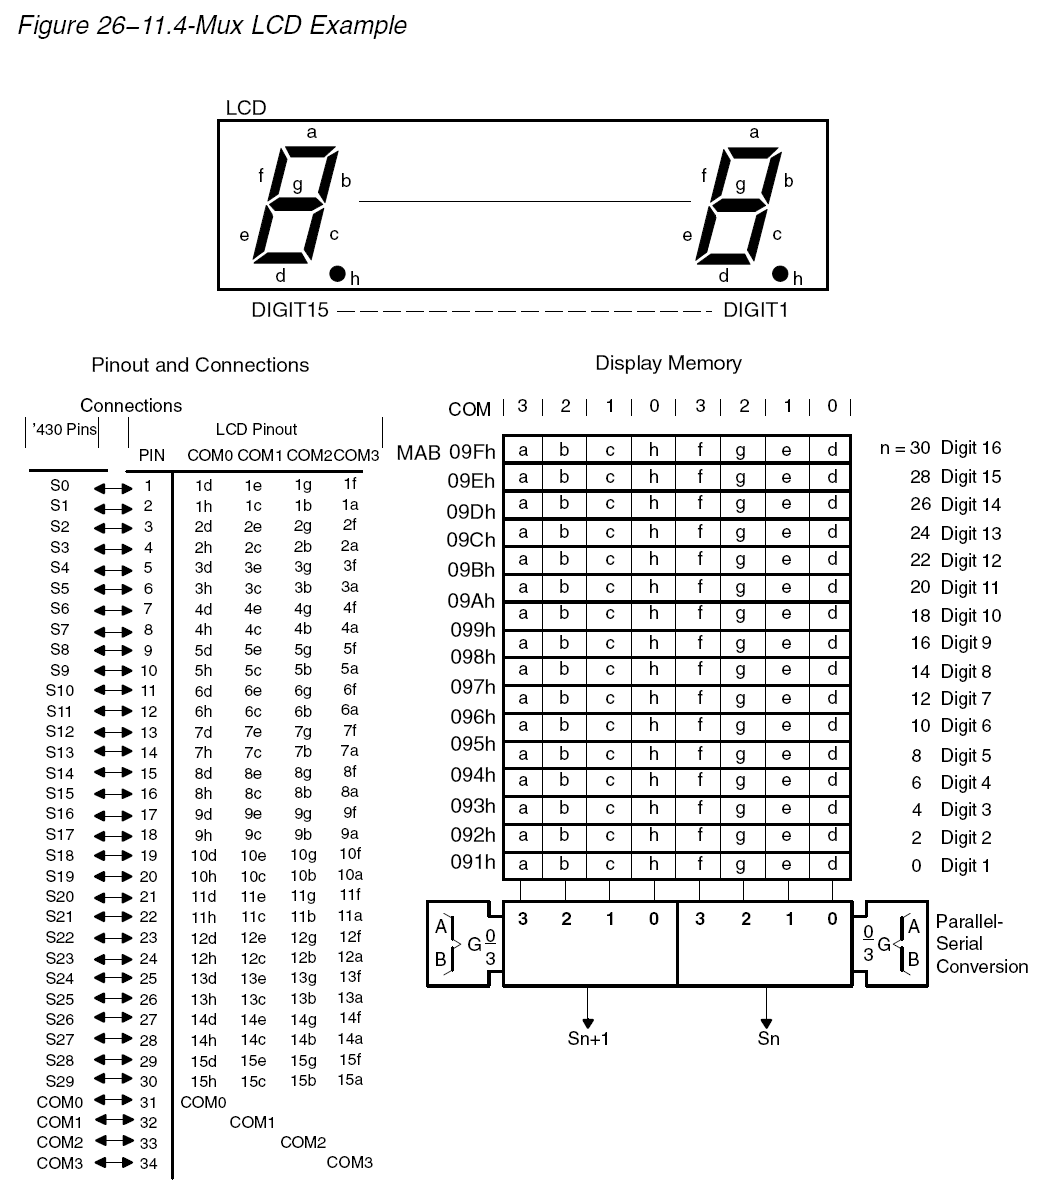 Figure 26–11.4-Mux LCD Example
LCD
a a
f g b f g b
e c e c
d h d h
DIGIT15 DIGIT1
Pinout and Connections
Connections
'430 Pins LCD Pinout
PIN COM0 COM1 COM2 COM3
S0 1 1d 1e 1g 1f
S1 2 1h 1c 1b 1a
S2 3 2d 2e 2g 2f
S3 4 2h 2c 2b 2a
S4 5 3d 3e 3g 3f
S5 6 3h 3c 3b 3a
S6 7 4d 4e 4g 4f
S7 8 4h 4c 4b 4a
S8 9 5d 5e 5g 5f
S9 10 5h 5c 5b 5a
S10 11 6d 6e 6g 6f
S11 12 6h 6c 6b 6a
S12 13 7d 7e 7g 7f
S13 14 7h 7c 7b 7a
S14 15 8d 8e 8g 8f
S15 16 8h 8c 8b 8a
S16 17 9d 9e 9g 9f
S17 18 9h 9c 9b 9a
S18 19 10d 10e 10g 10f
S19 20 10h 10c 10b 10a
S20 21 11d 11e 11g 11f
S21 22 11h 11c 11b 11a
S22 23 12d 12e 12g 12f
S23 24 12h 12c 12b 12a
S24 25 13d 13e 13g 13f
S25 26 13h 13c 13b 13a
S26 27 14d 14e 14g 14f
S27 28 14h 14c 14b 14a
S28 29 15d 15e 15g 15f
S29 30 15h 15c 15b 15a
COM0 31 COM0
COM1 32 COM1
COM2 33 COM2
COM3 34 COM3
Display Memory
COM 3 2 1 0 3 2 1 0
MAB 09Fh a b c h f g e d n = 30 Digit 16
09Eh a b c h f g e d 28 Digit 15
09Dh a b c h f g e d 26 Digit 14
09Ch a b c h f g e d 24 Digit 13
09Bh a b c h f g e d 22 Digit 12
09Ah a b c h f g e d 20 Digit 11
099h a b c h f g e d 18 Digit 10
098h a b c h f g e d 16 Digit 9
097h a b c h f g e d 14 Digit 8
096h a b c h f g e d 12 Digit 7
095h a b c h f g e d 10 Digit 6
094h a b c h f g e d 8 Digit 5
093h a b c h f g e d 6 Digit 4
092h a b c h f g e d 4 Digit 3
091h a b c h f g e d 2 Digit 2
a b c h f g e d 0 Digit 1
3 2 1 0 3 2 1 0
A B G 0 3 0 3 G A B
Parallel-
Serial
Conversion
Sn+1 Sn